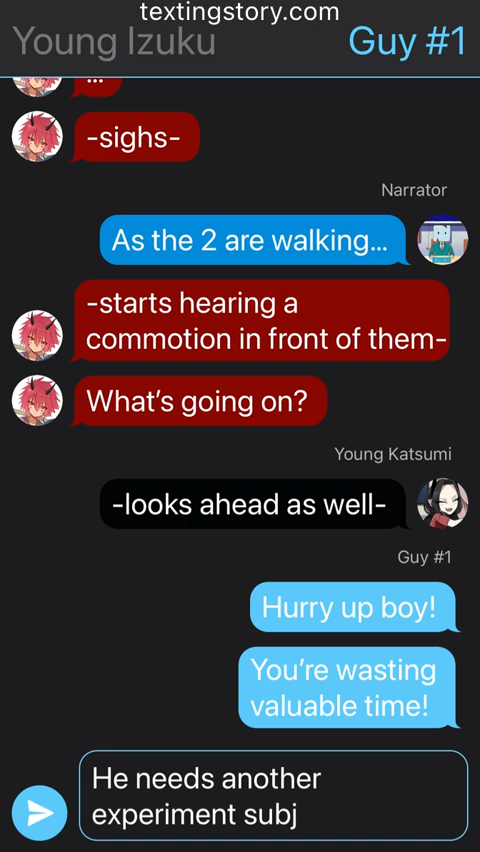 textingstory.com
Young Izuku
Guy #1
...
-sighs-
Narrator
As the 2 are walking...
-starts hearing a
commotion in front of them-
What's going on?
Young Katsumi
-looks ahead as well-
Guy #1
Hurry up boy!
You're wasting
valuable time!
He needs another
experiment subj